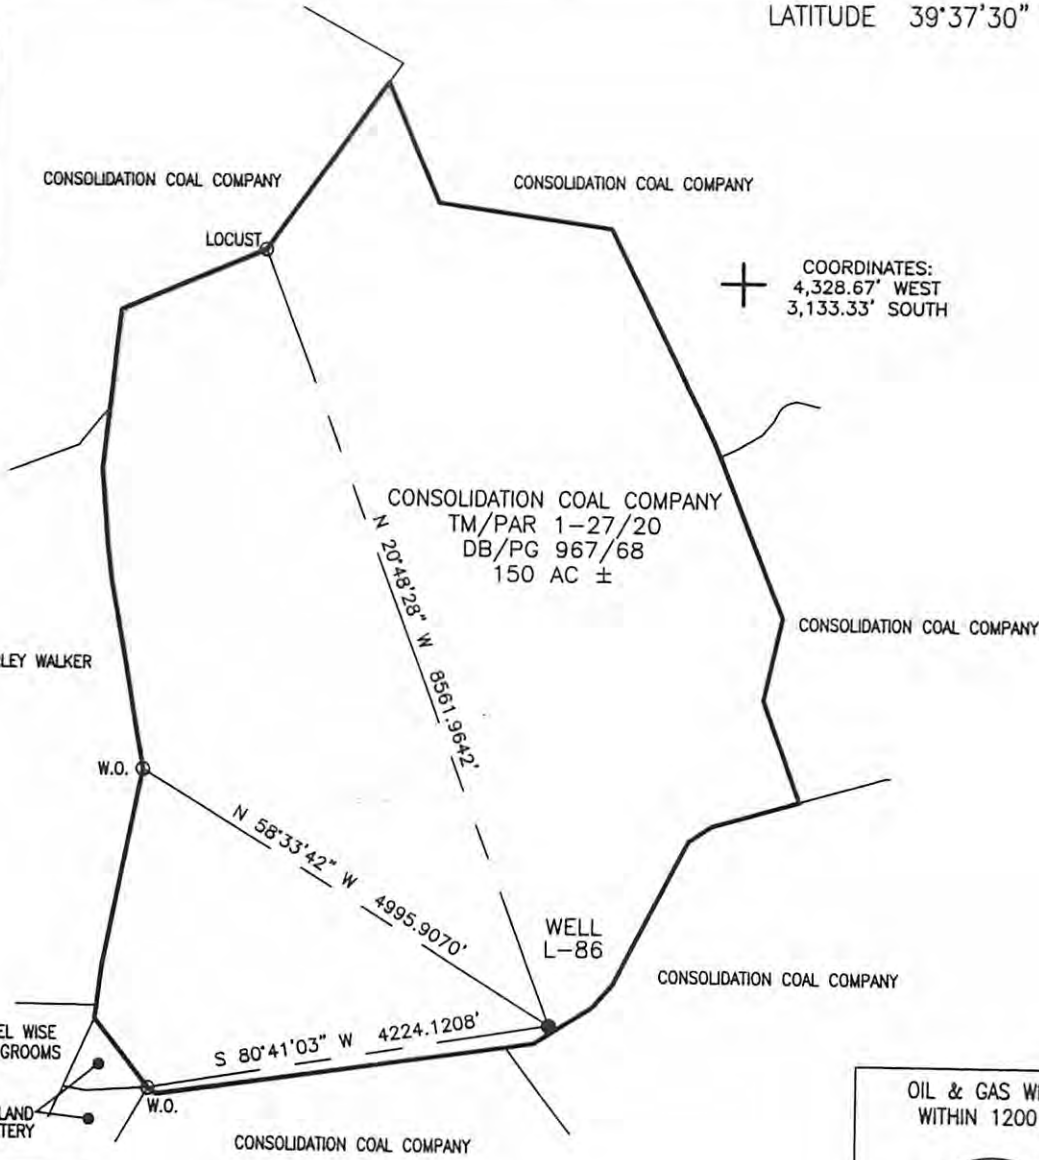 LATITUDE 39°37'30"
CONSOLIDATION COAL COMPANY
CONSOLIDATION COAL COMPANY
LOCUST
COORDINATES:
4,328.67' WEST
3,133.33' SOUTH
CONSOLIDATION COAL COMPANY
TM/PAR 1-27/20
DB/PG 967/68
150 AC ±
N 20°48'28" W 8561.9642'
CONSOLIDATION COAL COMPANY
LEY WALKER
W.O.
N 58°33'42" W 4995.9070'
WELL
L-86
CONSOLIDATION COAL COMPANY
EL WISE
GROOMS
S 80°41'03" W 4224.1208'
W.O.
LAND
TERY
CONSOLIDATION COAL COMPANY
OIL & GAS W
WITHIN 1200